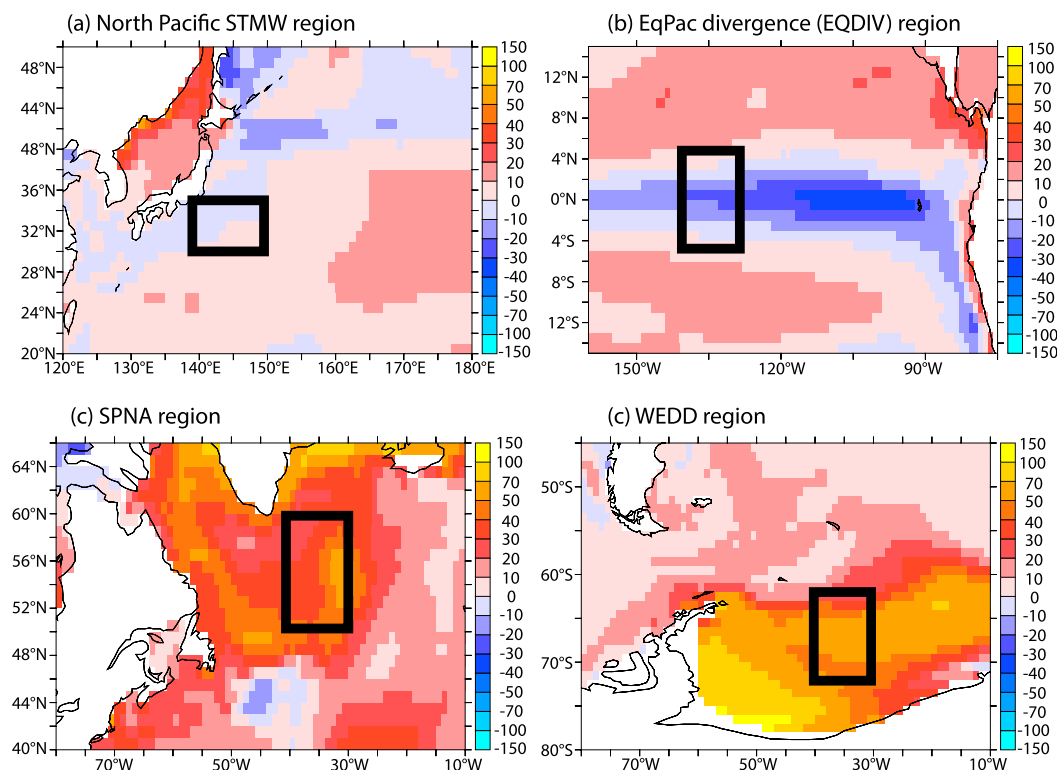 (a) North Pacific STMW region
48°N
44°N
48°N
36°N
32°N
28°N
24°N
20°N
120°E 130°E 140°E 150°E 160°E 170°E 180°E
150
100
70
50
40
30
20
10
0
-10
-20
-30
-40
-50
-70
-100
-150
(b) EqPac divergence (EQDIV) region
12°N
8°N
4°N
0°N
4°S
8°S
12°S
150°W 120°W 90°W
150
100
70
50
40
30
20
10
0
-10
-20
-30
-40
-50
-70
-100
-150
(c) SPNA region
64°N
60°N
56°N
52°N
48°N
44°N
40°N
70°W 50°W 30°W 10°W
150
100
70
50
40
30
20
10
0
-10
-20
-30
-40
-50
-70
-100
-150
(c) WEDD region
50°S
60°S
70°S
80°S
70°W 50°W 30°W 10°W
150
100
70
50
40
30
20
10
0
-10
-20
-30
-40
-50
-70
-100
-150